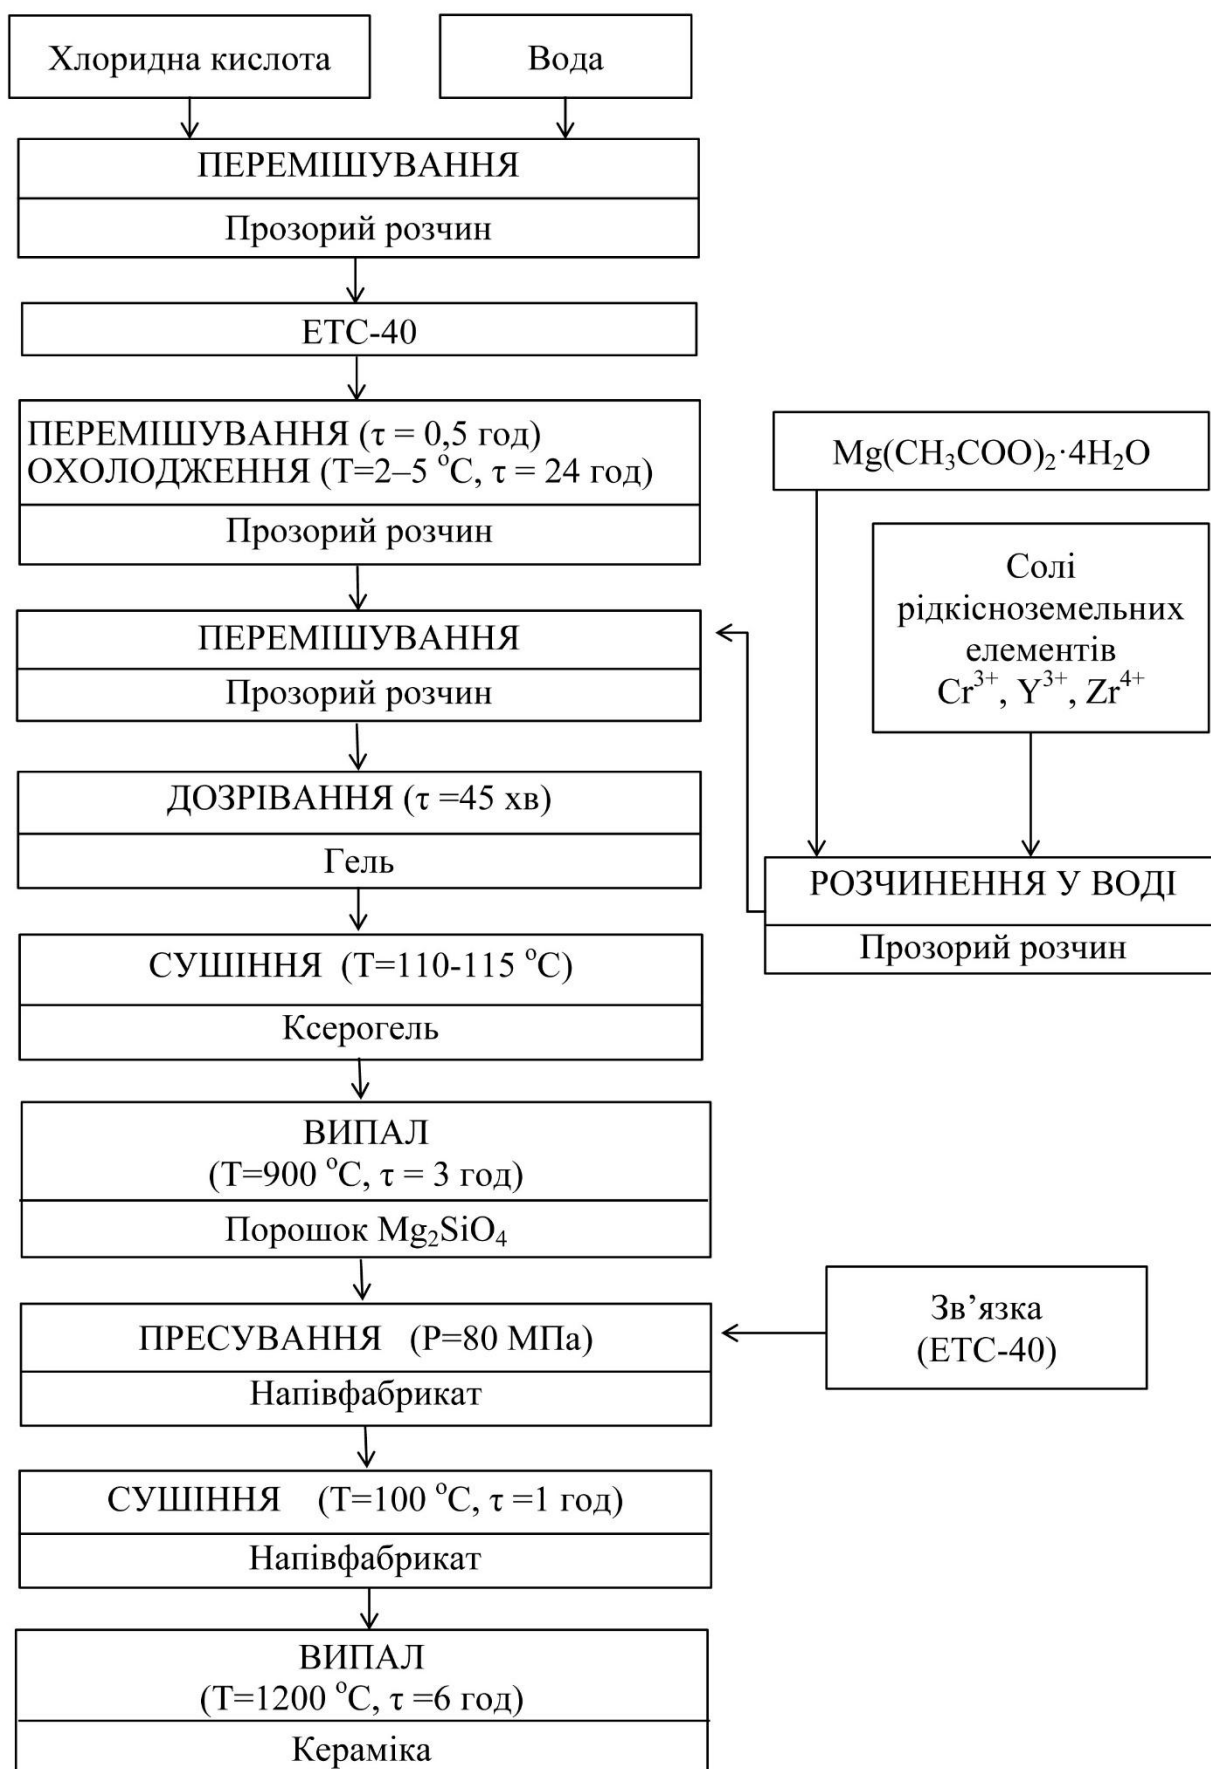 Хлоридна кислота
Вода
ПЕРЕМІШУВАННЯ
Прозорий розчин
ЕТС-40
ПЕРЕМІШУВАННЯ (τ = 0,5 год)
ОХОЛОДЖЕННЯ (Т=2–5 °С, τ = 24 год)
Прозорий розчин
Mg(CH₃COO)₂·4H₂O
Солі
рідкісноземельних
елементів
Cr³⁺, Y³⁺, Zr⁴⁺
ПЕРЕМІШУВАННЯ
Прозорий розчин
ДОЗРІВАННЯ (τ =45 хв)
Гель
РОЗЧИНЕННЯ У ВОДІ
Прозорий розчин
СУШІННЯ (Т=110-115 °С)
Ксерогель
ВИПАЛ
(Т=900 °С, τ = 3 год)
Порошок Mg₂SiO₄
ПРЕСУВАННЯ (Р=80 МПа)
Напівфабрикат
Зв’язка
(ЕТС-40)
СУШІННЯ (Т=100 °С, τ =1 год)
Напівфабрикат
ВИПАЛ
(Т=1200 °С, τ =6 год)
Кераміка